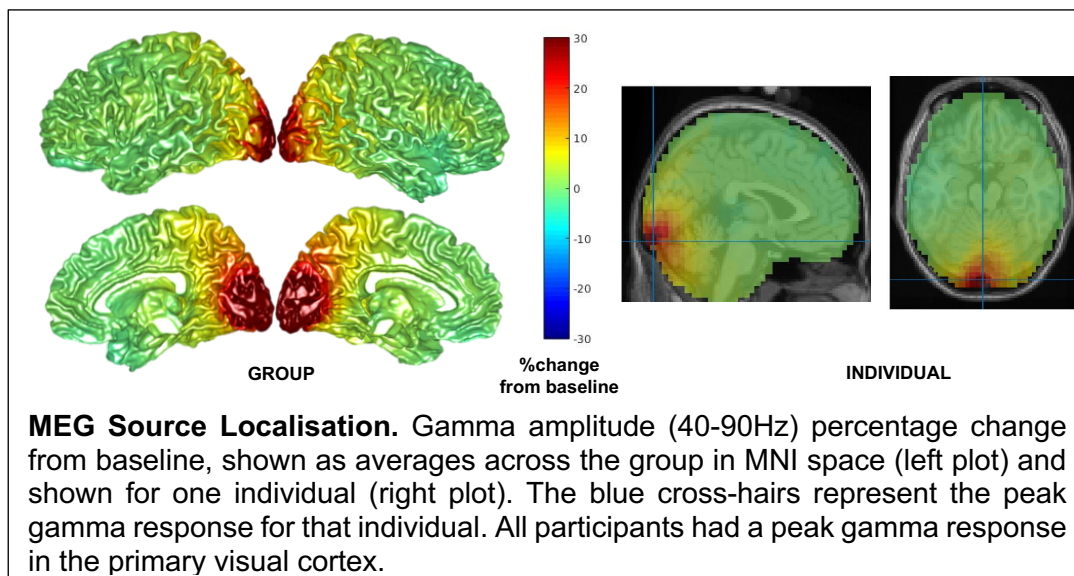 30
20
10
0
-10
-20
-30
GROUP
%change
from baseline
INDIVIDUAL
MEG Source Localisation. Gamma amplitude (40-90Hz) percentage change
from baseline, shown as averages across the group in MNI space (left plot) and
shown for one individual (right plot). The blue cross-hairs represent the peak
gamma response for that individual. All participants had a peak gamma response
in the primary visual cortex.